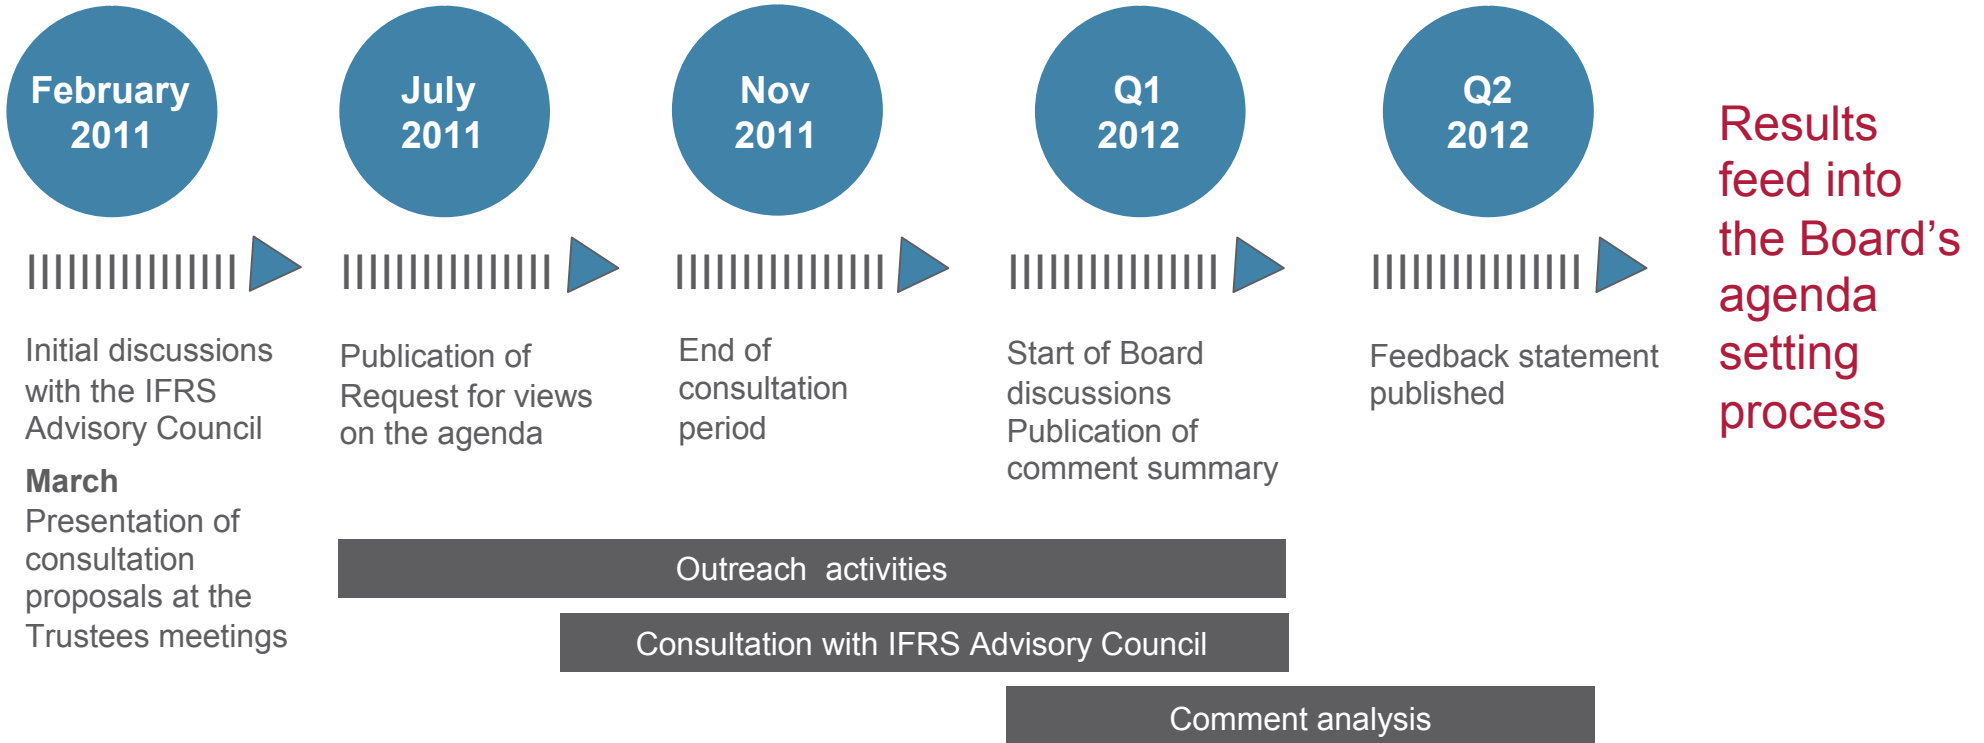 February
2011
July
2011
Nov
2011
Q1
2012
Q2
2012
Initial discussions
with the IFRS
Advisory Council
March
Presentation of
consultation
proposals at the
Trustees meetings
Publication of
Request for views
on the agenda
End of
consultation
period
Start of Board
discussions
Publication of
comment summary
Feedback statement
published
Results
feed into
the Board’s
agenda
setting
process
Outreach activities
Consultation with IFRS Advisory Council
Comment analysis